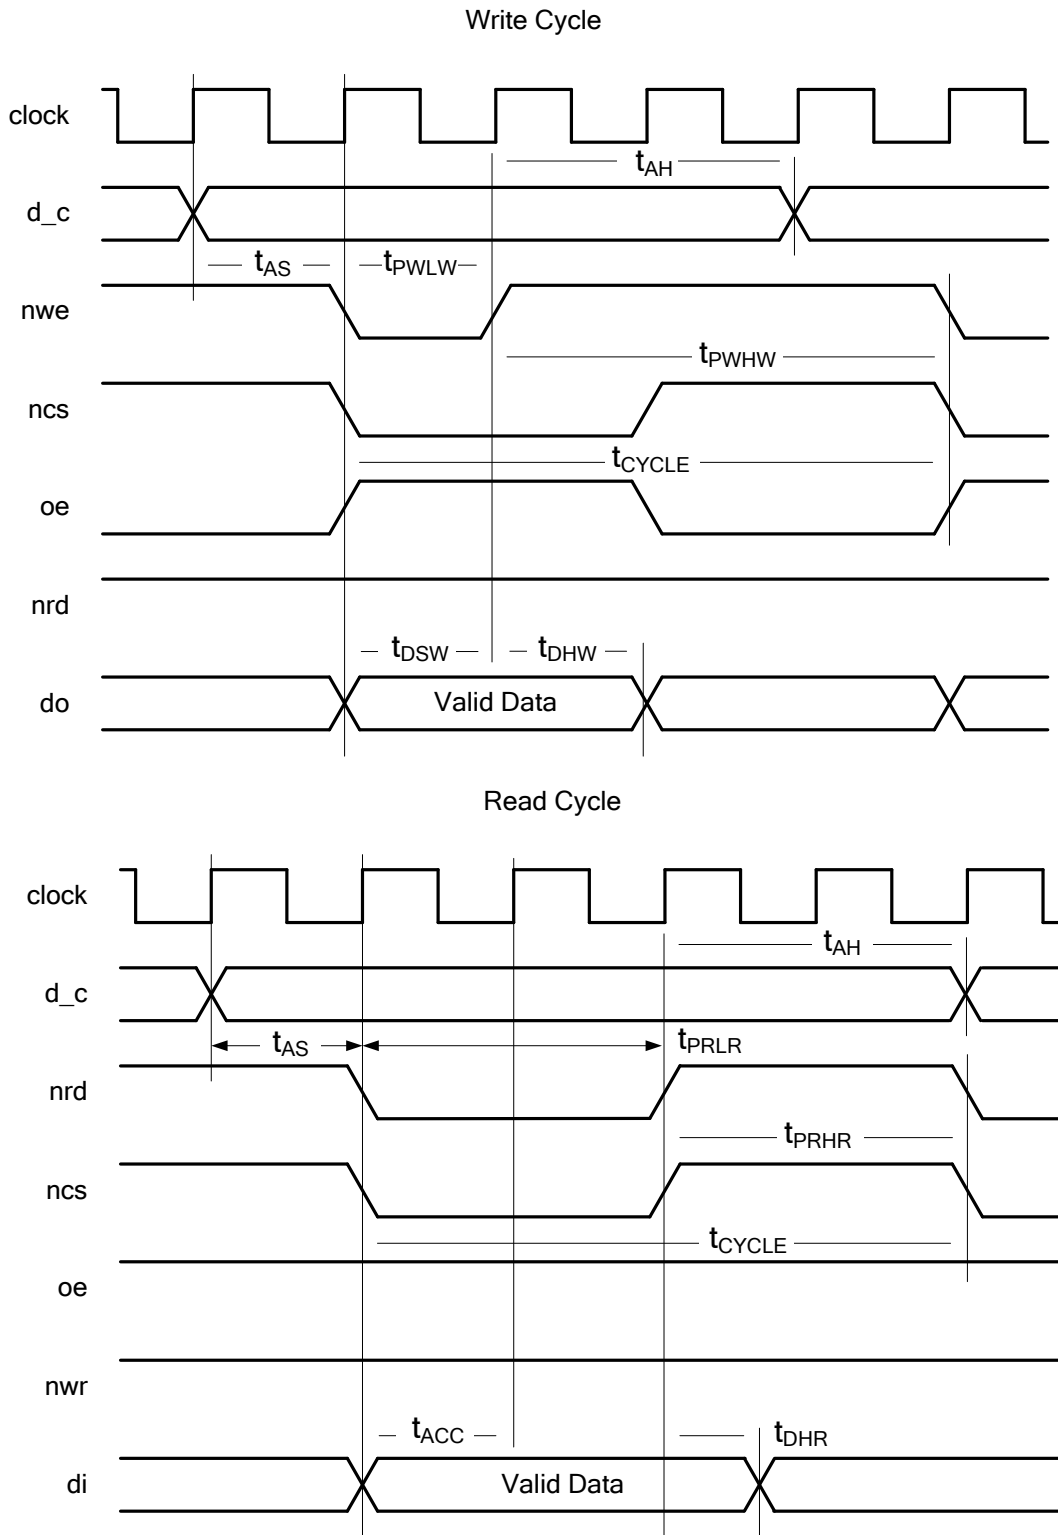 Write Cycle
clock
tAH
d_c
tAS tPWLW
nwe
tPWHW
ncs
tCYCLE
oe
nrd
tDSW tDHW
do Valid Data
Read Cycle
clock
tAH
d_c
tAS tPRLR
nrd
tPRHR
ncs
tCYCLE
oe
nwr
tACC tDHR
di Valid Data